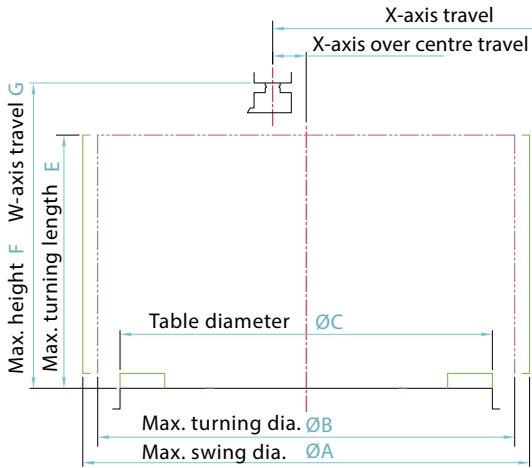 X-axis travel
X-axis over centre travel
Max. height F W-axis travel G
Max. turning length E
Table diameter ØC
Max. turning dia. ØB
Max. swing dia. ØA